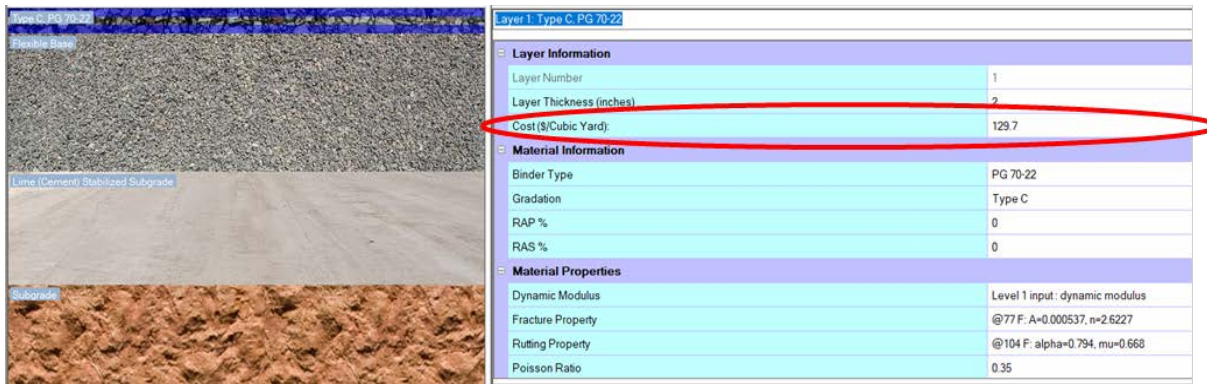 Type C, PG 70-22
Flexible Base
Lime (Cement) Stabilized Subgrade
Subgrade
Layer 1: Type C, PG 70-22
Layer Information
Layer Number 1
Layer Thickness (inches) 2
Cost ($/Cubic Yard): 129.7
Material Information
Binder Type PG 70-22
Gradation Type C
RAP % 0
RAS % 0
Material Properties
Dynamic Modulus Level 1 input : dynamic modulus
Fracture Property @77 F: A=0.000537, n=2.6227
Rutting Property @104 F: alpha=0.794, mu=0.668
Poisson Ratio 0.35